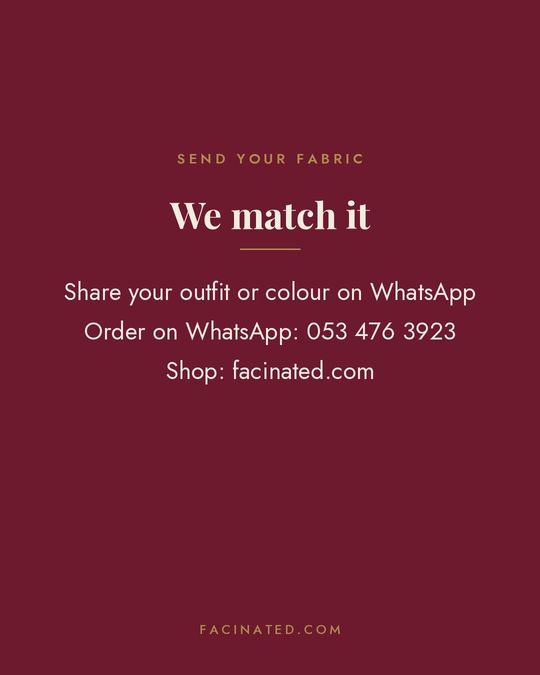 SEND YOUR FABRIC
We match it
Share your outfit or colour on WhatsApp
Order on WhatsApp: 053 476 3923
Shop: facinated.com
FACINATED.COM